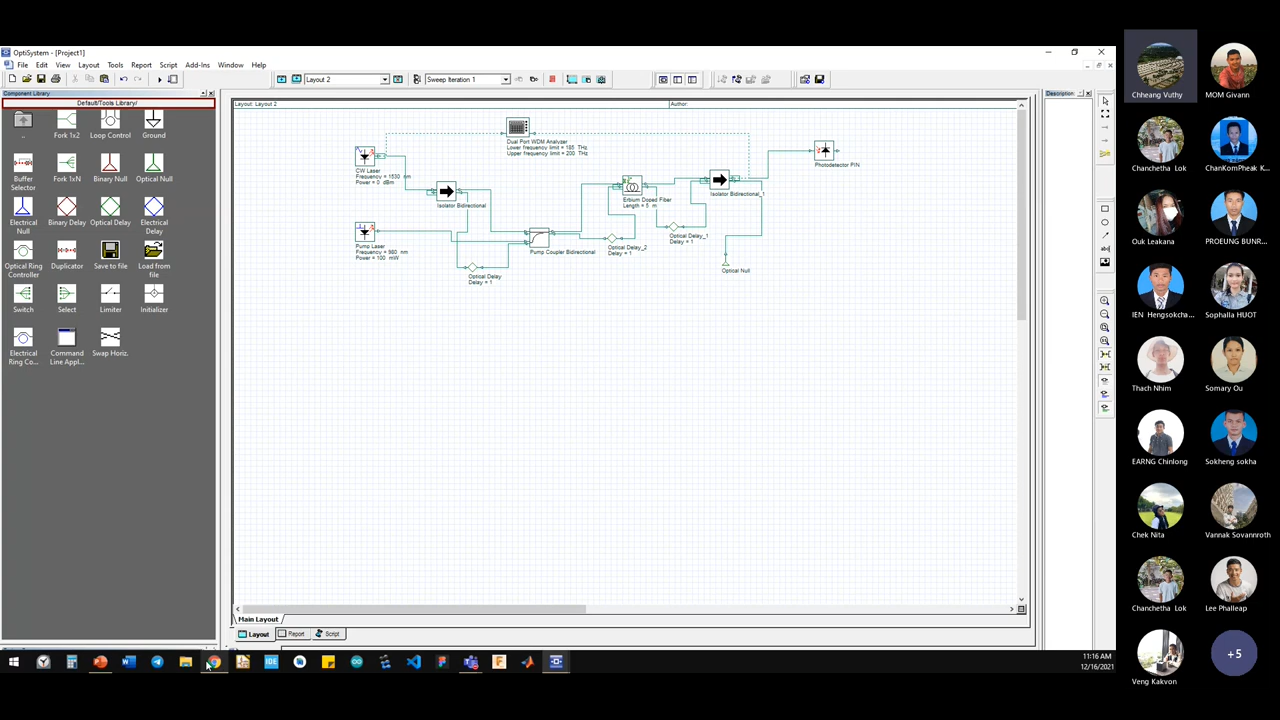 OptiSystem - [Project1]
File Edit View Layout Tools Report Script Add-Ins Window Help
Layout 2
Sweep Iteration 1
Component Library
Default/Tools Library/
..
Fork 1x2
Loop Control
Ground
Buffer Selector
Fork 1xN
Binary Null
Optical Null
Electrical Null
Binary Delay
Optical Delay
Electrical Delay
Optical Ring Controller
Duplicator
Save to file
Load from file
Switch
Select
Limiter
Initializer
Electrical Ring Co...
Command Line Appl...
Swap Horiz.
Layout: Layout 2
Author:
Description:
Dual Port WDM Analyzer
Lower frequency limit = 185 THz
Upper frequency limit = 200 THz
CW Laser
Frequency = 1530 nm
Power = 0 dBm
Isolator Bidirectional
Pump Laser
Frequency = 980 nm
Power = 100 mW
Optical Delay
Delay = 1
Pump Coupler Bidirectional
Erbium Doped Fiber
Length = 5 m
Optical Delay_2
Delay = 1
Optical Delay_1
Delay = 1
Isolator Bidirectional_1
Optical Null
Photodetector PIN
Main Layout
Layout
Report
Script
11:16 AM
12/16/2021
Chheang Vuthy
MOM Givann
Chanchetha Lok
ChanKomPheak K...
Ouk Leakana
PROEUNG BUNR...
IEN Hengsokcha...
Sophalla HUOT
Thach Nhim
Somary Ou
EARNG Chinlong
Sokheng sokha
Chek Nita
Vannak Sovannroth
Chanchetha Lok
Lee Phalleap
Veng Kakvon
+5